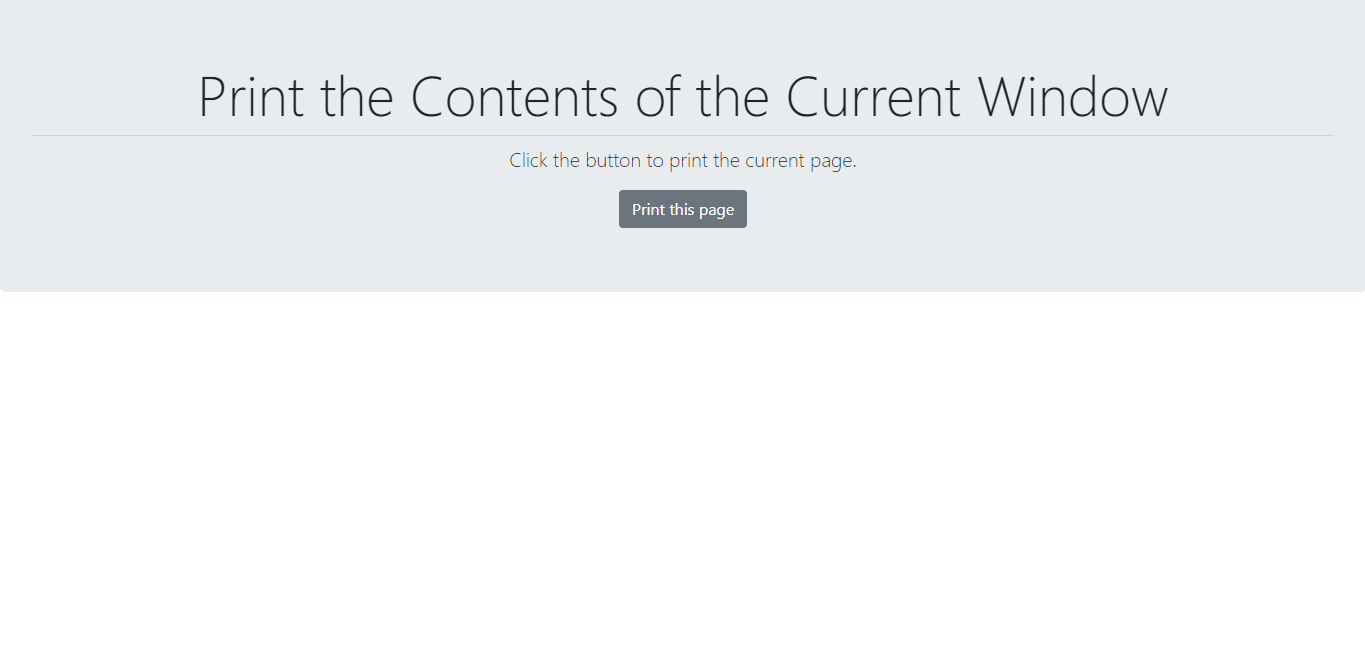 Print the Contents of the Current Window
Click the button to print the current page.
Print this page